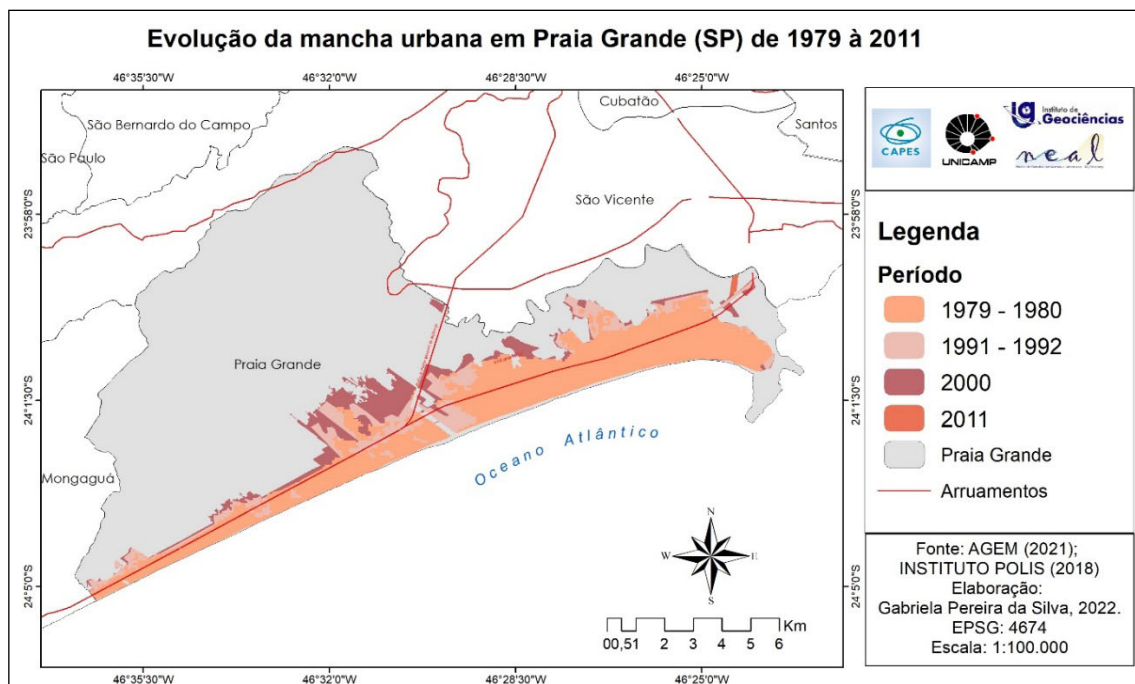 Evolução da mancha urbana em Praia Grande (SP) de 1979 à 2011
46°35'30"W
46°32'0"W
46°28'30"W
46°25'0"W
Cubatão
São Bernardo do Campo
Santos
São Paulo
São Vicente
23°58'0"S
23°58'0"S
Praia Grande
24°1'30"S
24°1'30"S
Oceano Atlântico
Mongaguá
24°5'0"S
24°5'0"S
N
W
E
S
Km
00,51 2 3 4 5 6
46°35'30"W
46°32'0"W
46°28'30"W
46°25'0"W
CAPES
UNICAMP
ig Instituto de
Geociências
neal
Legenda
Período
1979 - 1980
1991 - 1992
2000
2011
Praia Grande
Arruamentos
Fonte: AGEM (2021);
INSTITUTO POLIS (2018)
Elaboração:
Gabriela Pereira da Silva, 2022.
EPSG: 4674
Escala: 1:100.000